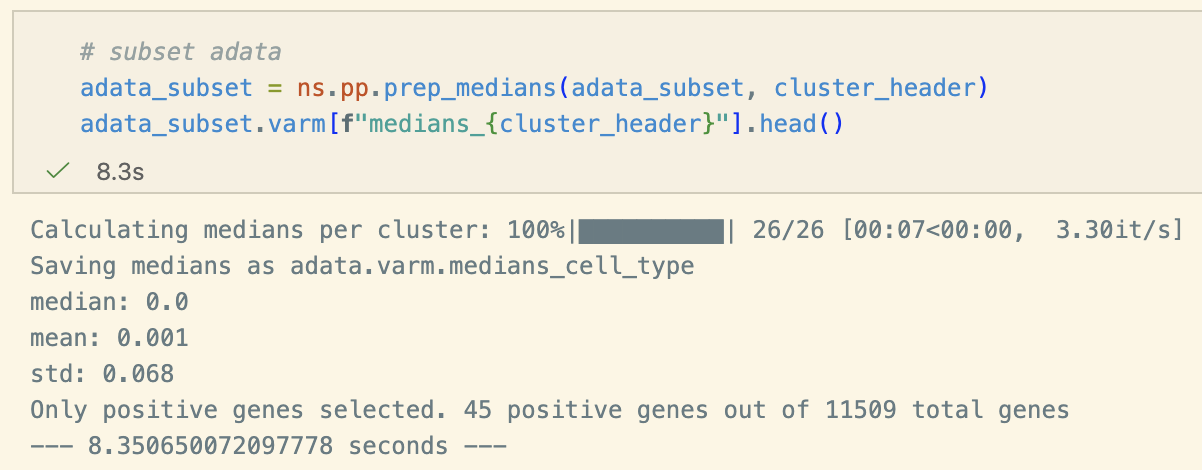 # subset adata
adata_subset = ns.pp.prep_medians(adata_subset, cluster_header)
adata_subset.varm[f"medians_{cluster_header}"].head()
8.3s
Calculating medians per cluster: 100%|██████████| 26/26 [00:07<00:00,  3.30it/s]
Saving medians as adata.varm.medians_cell_type
median: 0.0
mean: 0.001
std: 0.068
Only positive genes selected. 45 positive genes out of 11509 total genes
--- 8.350650072097778 seconds ---